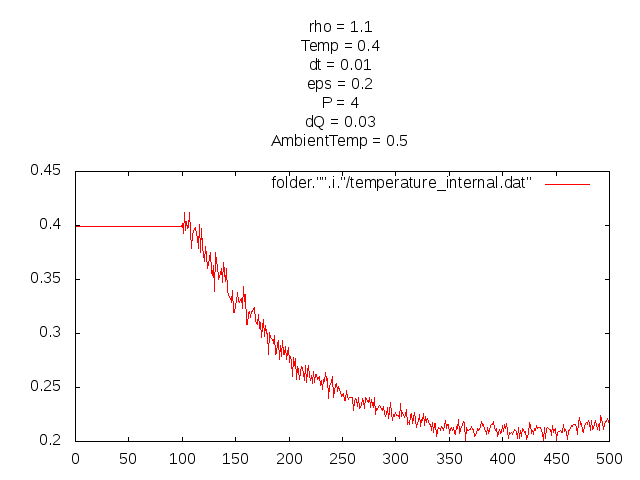 rho = 1.1
Temp = 0.4
dt = 0.01
eps = 0.2
P = 4
dQ = 0.03
AmbientTemp = 0.5
0.45
folder."".i."/temperature_internal.dat"
0.4
0.35
0.3
0.25
0.2
0 50 100 150 200 250 300 350 400 450 500